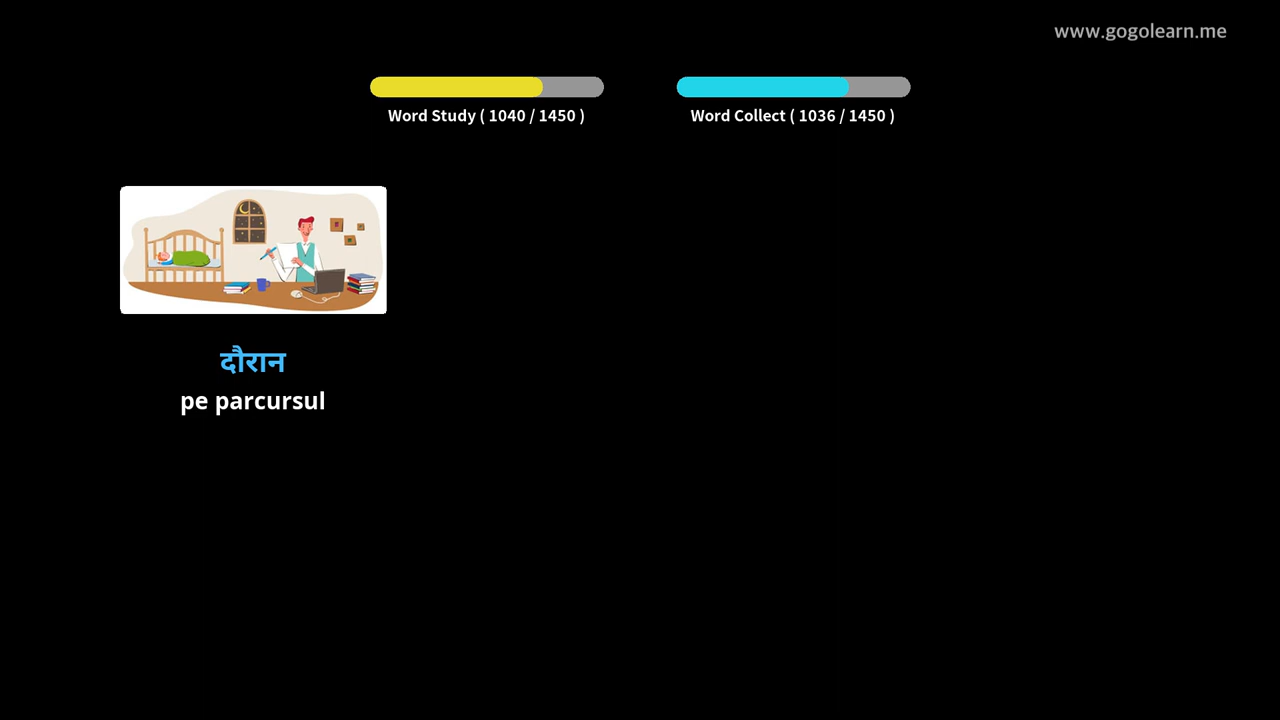 www.gogolearn.me
Word Study ( 1040 / 1450 )
Word Collect ( 1036 / 1450 )
दौरान
pe parcursul